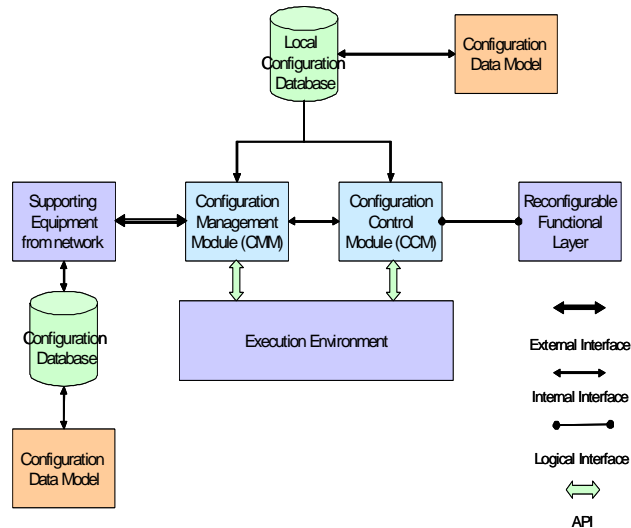 Local
Configuration
Database
Configuration
Data Model
Supporting
Equipment
from network
Configuration
Management
Module (CMM)
Configuration
Control
Module (CCM)
Reconfigurable
Functional
Layer
Configuration
Database
Execution Environment
External Interface
Internal Interface
Configuration
Data Model
Logical Interface
API